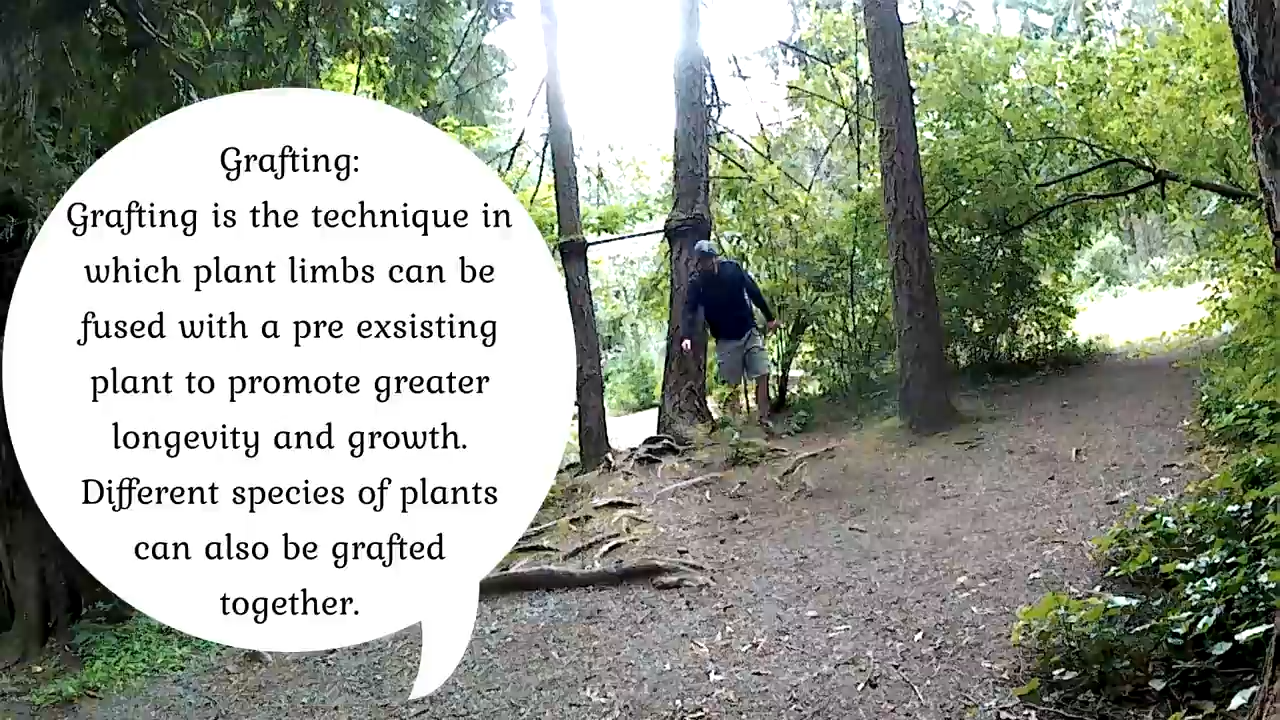 Grafting:
Grafting is the technique in
which plant limbs can be
fused with a pre exsisting
plant to promote greater
longevity and growth.
Different species of plants
can also be grafted
together.